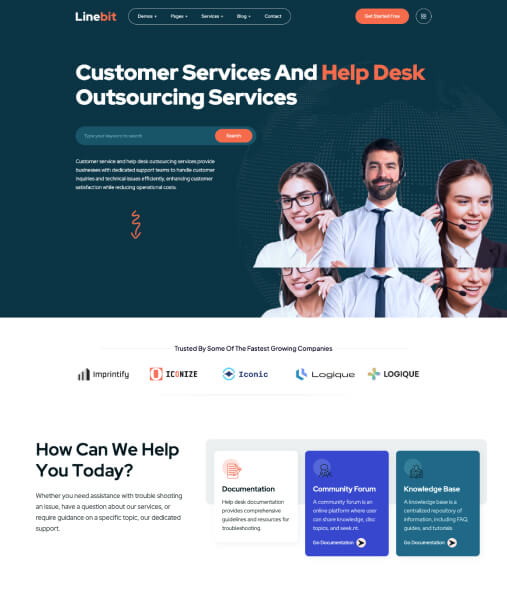 Linebit
Demos + Pages + Services + Blog + Contact
Get Started Free
Customer Services And Help Desk
Outsourcing Services
Type your keyword to search
Search
Customer service and help desk outsourcing services provide
businesses with dedicated support teams to handle customer
inquiries and technical issues efficiently, enhancing customer
satisfaction while reducing operational costs.
Trusted By Some Of The Fastest Growing Companies
Imprintify
ICONIZE
Iconic
Logique
LOGIQUE
How Can We Help
You Today?
Whether you need assistance with trouble shooting
an issue, have a question about our services, or
require guidance on a specific topic, our dedicated
support.
Documentation
Help desk documentation
provides comprehensive
guidelines and resources for
troubleshooting.
Community Forum
A community forum is an
online platform where user
can share knowledge, disc
topics, and seek nt.
Go Documentation
Knowledge Base
A knowledge base is a
centralized repository of
information, including FAQ,
guides, and tutorials
Go Documentation